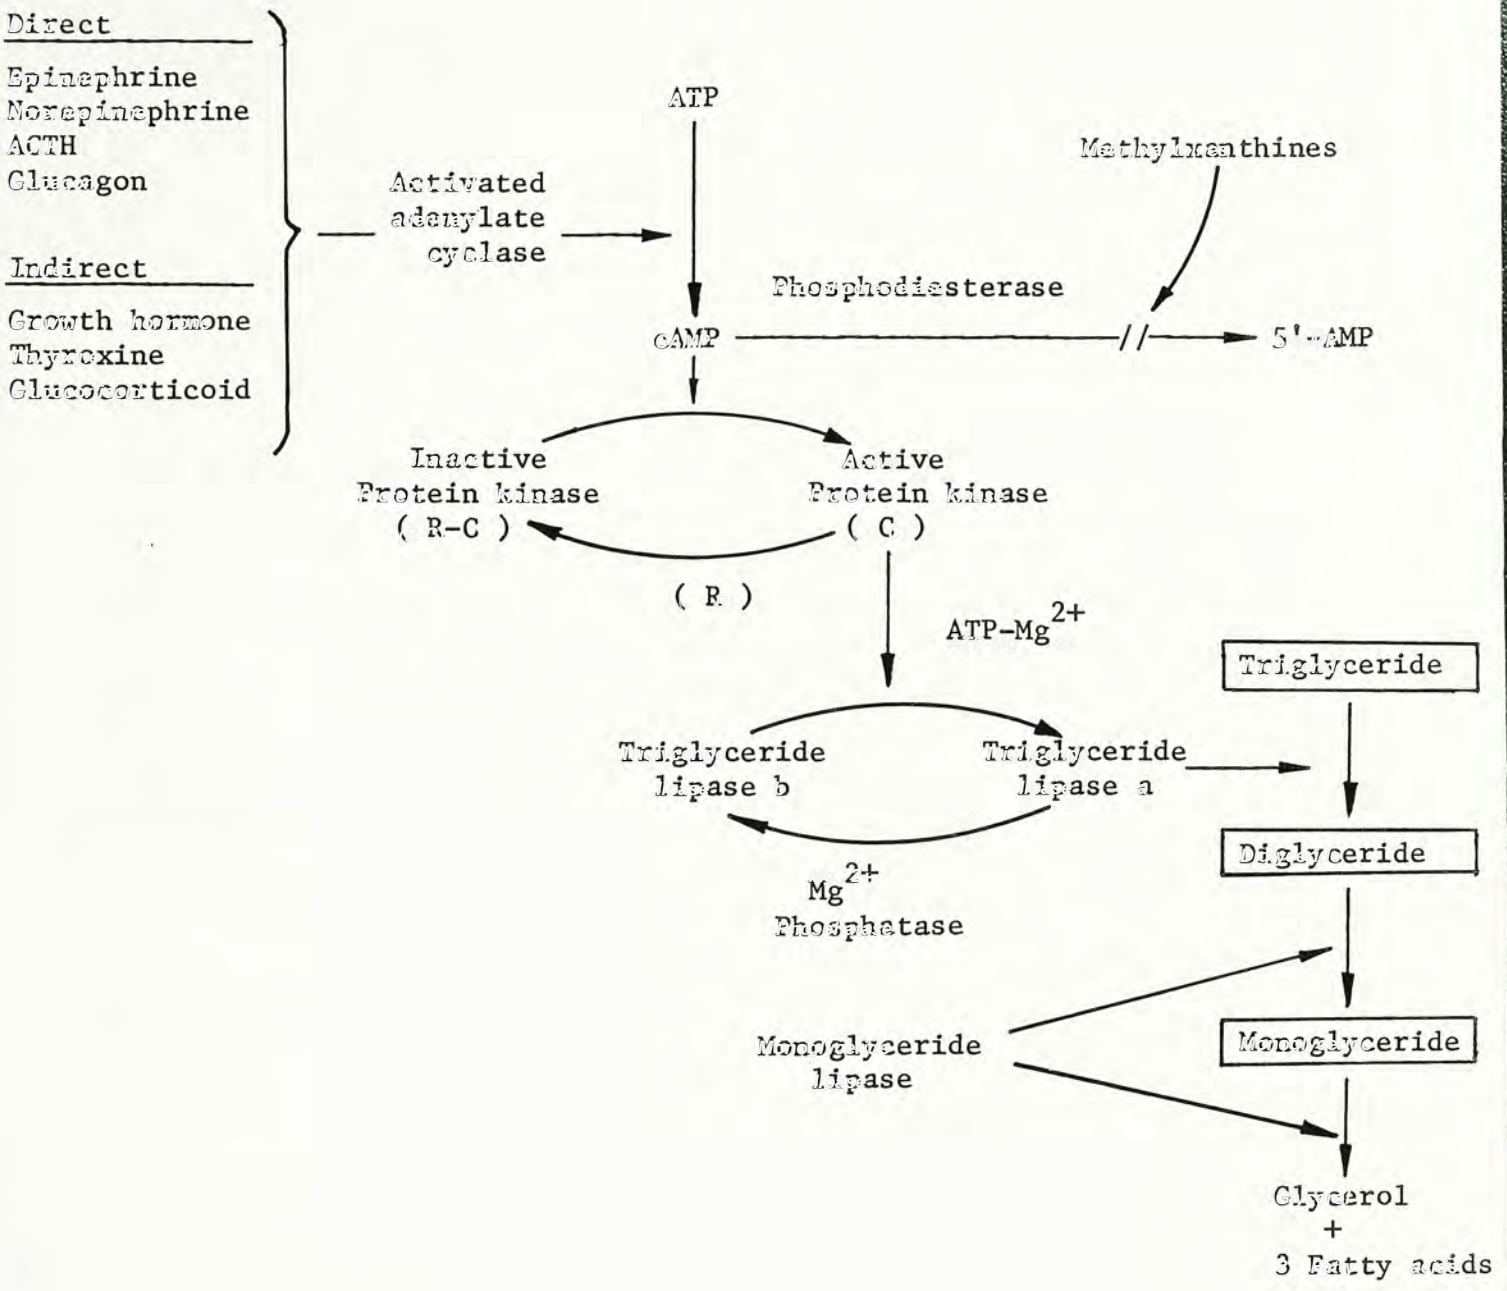 Direct
Epinephrine
Norepinephrine
ACTH
Glucagon
Indirect
Growth hormone
Thyroxine
Glucocorticoid
Activated
adenylate
cyclase
ATP
Methylxanthines
Phosphodiesterase
cAMP
5'-AMP
Inactive
Protein kinase
( R-C )
Active
Protein kinase
( C )
( R )
ATP-Mg2+
Triglyceride
lipase b
Triglyceride
lipase a
Mg2+
Phosphatase
Monoglyceride
lipase
Triglyceride
Diglyceride
Monoglyceride
Glycerol
+
3 Fatty acids